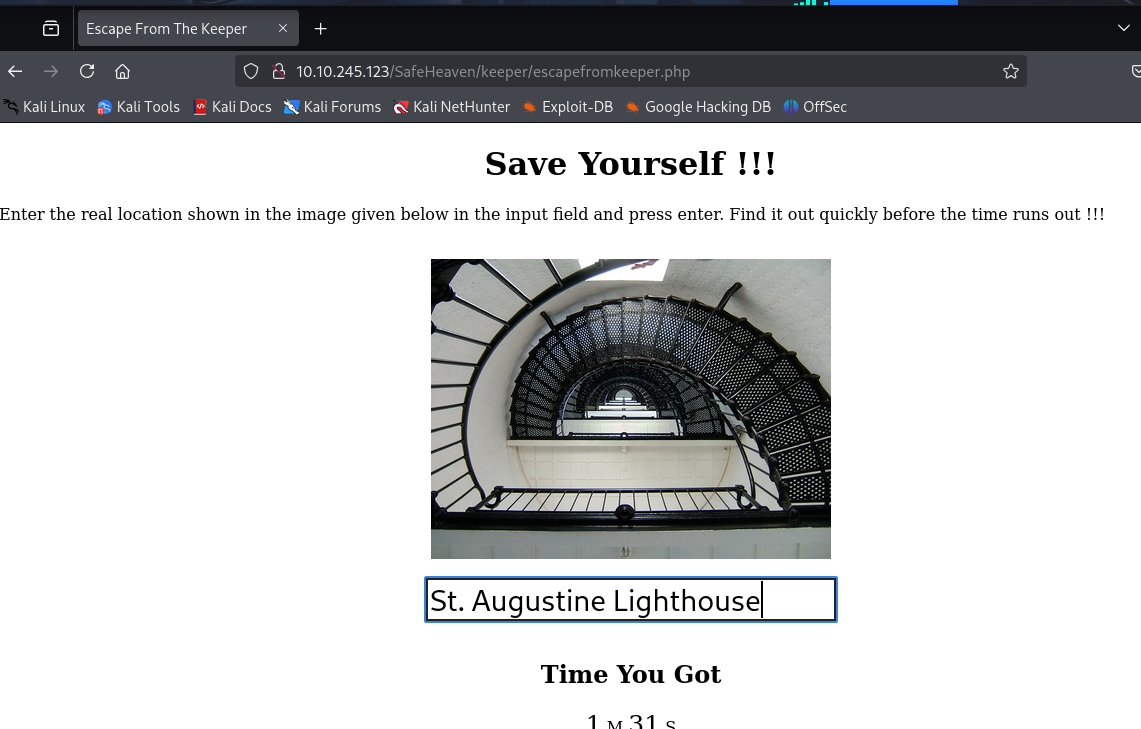 Escape From The Keeper
10.10.245.123/SafeHeaven/keeper/escapefromkeeper.php
Kali Linux Kali Tools Kali Docs Kali Forums Kali NetHunter Exploit-DB Google Hacking DB OffSec
Save Yourself !!!
Enter the real location shown in the image given below in the input field and press enter. Find it out quickly before the time runs out !!!
St. Augustine Lighthouse
Time You Got
1 M 31 S